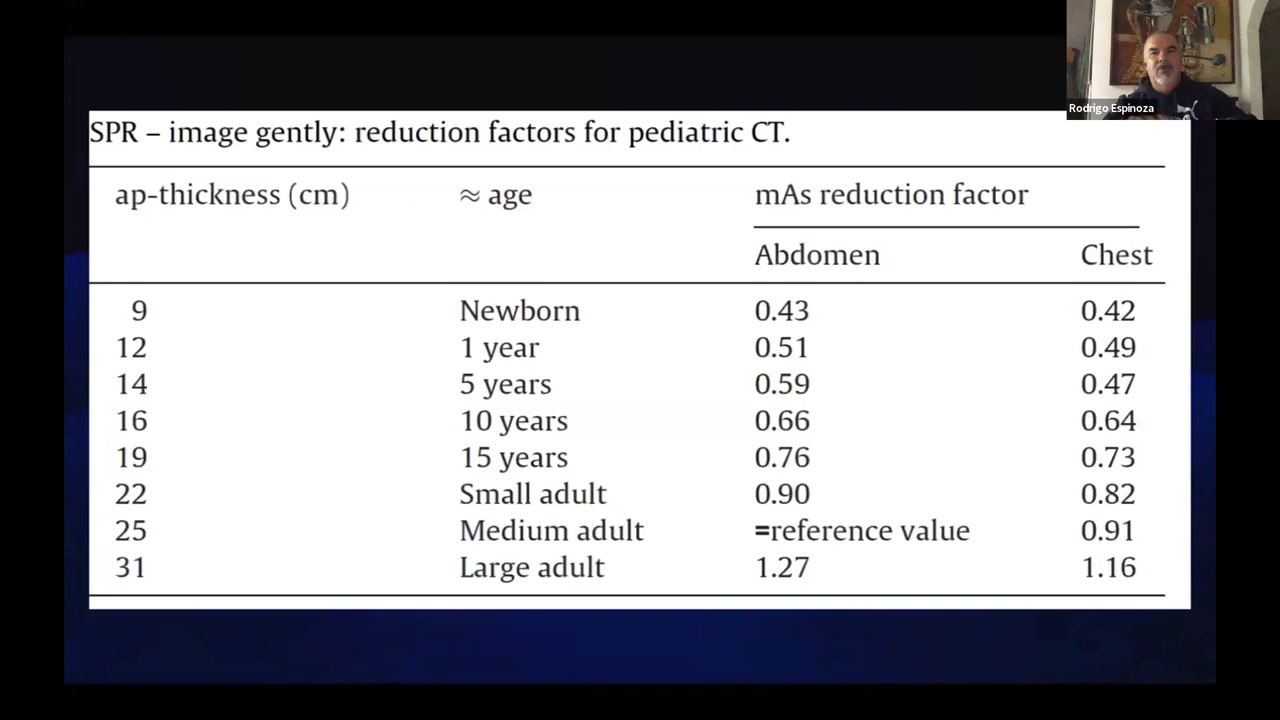 Rodrigo Espinoza
SPR – image gently: reduction factors for pediatric CT.
ap-thickness (cm) ≈ age mAs reduction factor
Abdomen Chest
9 Newborn 0.43 0.42
12 1 year 0.51 0.49
14 5 years 0.59 0.47
16 10 years 0.66 0.64
19 15 years 0.76 0.73
22 Small adult 0.90 0.82
25 Medium adult =reference value 0.91
31 Large adult 1.27 1.16